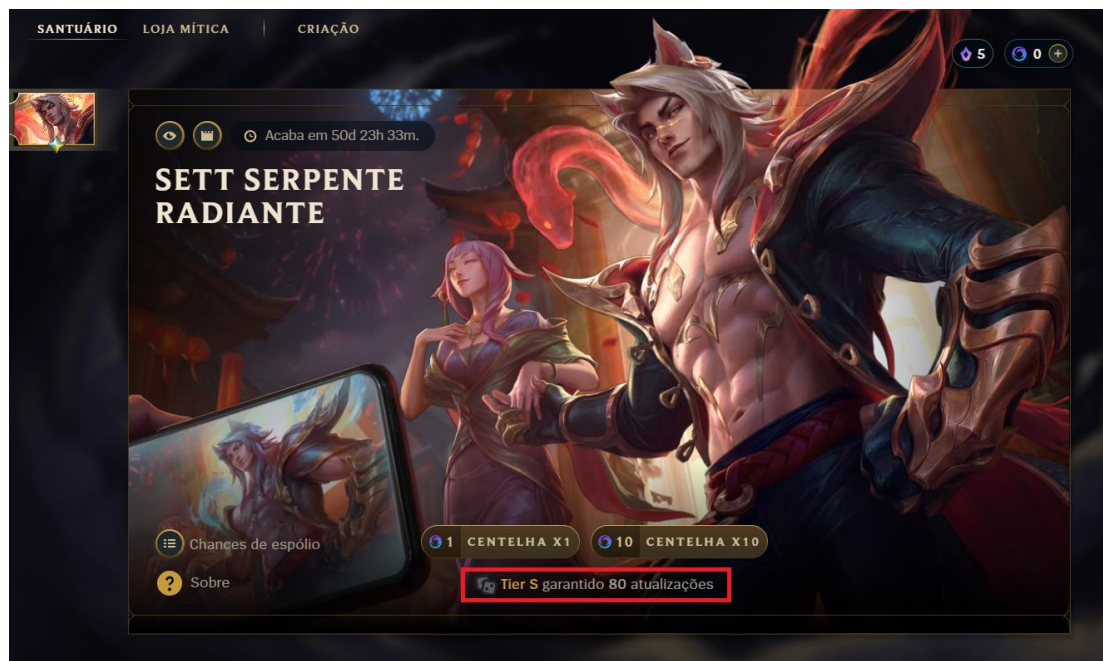 SANTUÁRIO LOJA MÍTICA CRIAÇÃO
5 0
Acaba em 50d 23h 33m.
SETT SERPENTE
RADIANTE
Chances de espólio
1 CENTELHA X1 10 CENTELHA X10
? Sobre
Tier S garantido 80 atualizações